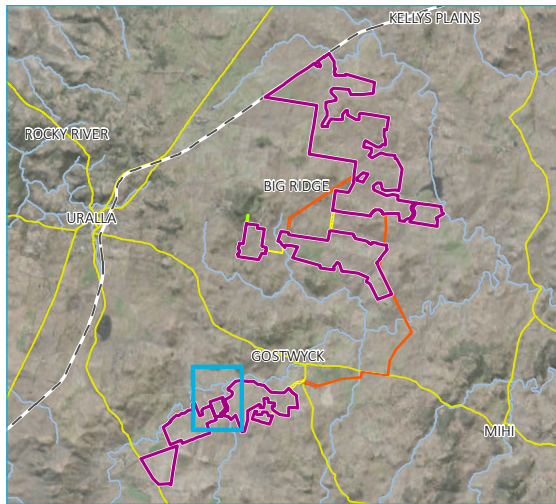 KELLYS PLAINS
ROCKY RIVER
BIG RIDGE
URALLA
GOSTWYCK
MIHI